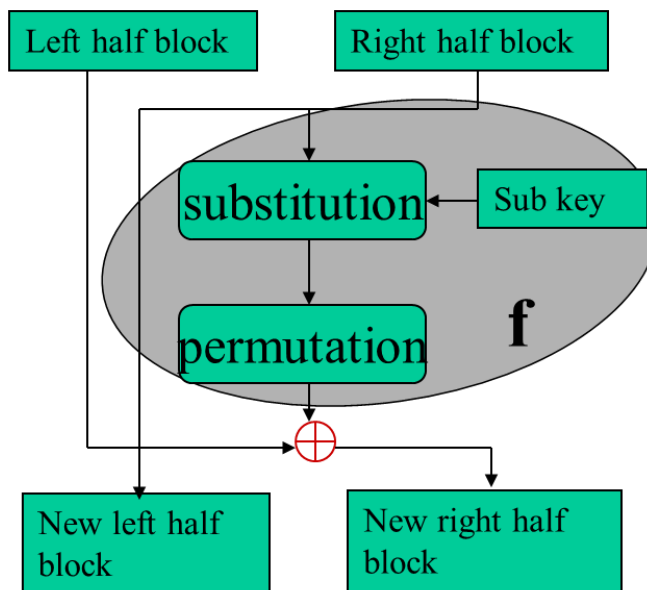 Left half block
Right half block
substitution
Sub key
permutation
f
New left half
block
New right half
block